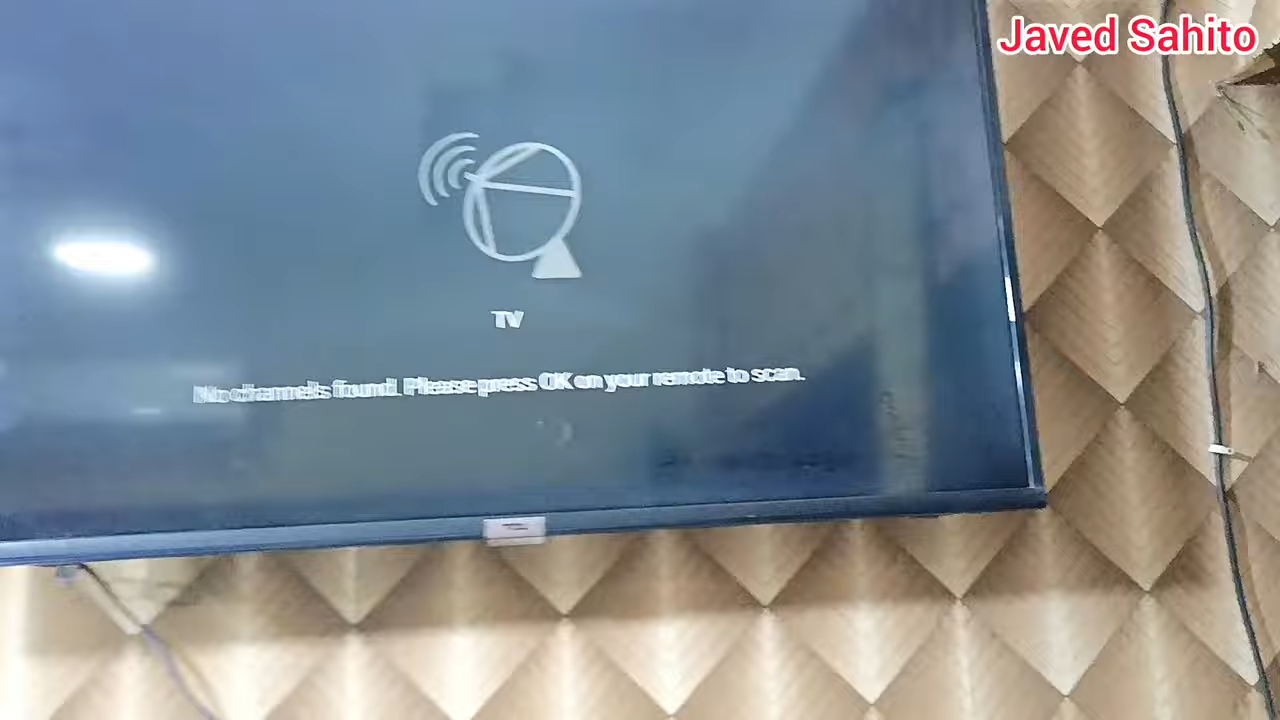 Javed Sahito
TV
No channels found. Please press OK on your remote to scan.